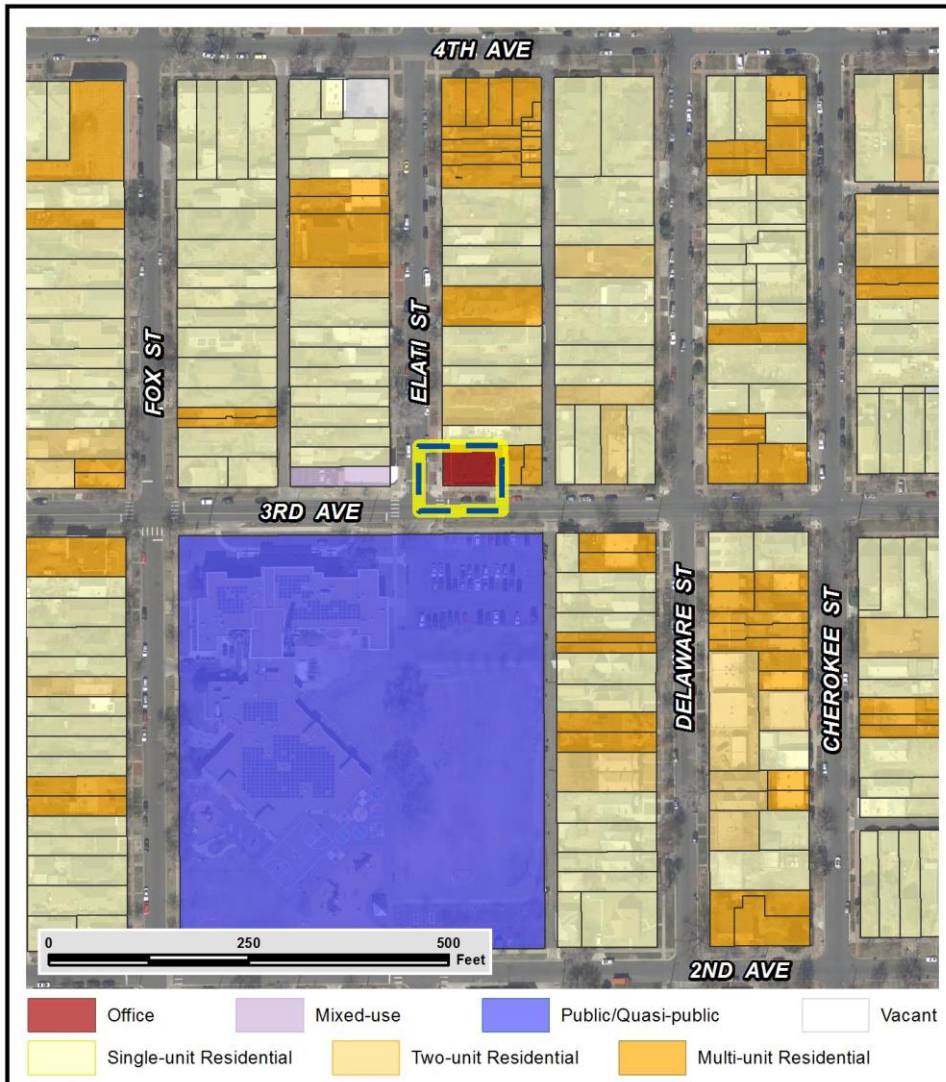 4TH AVE
FOX ST
ELATI ST
3RD AVE
DELAWARE ST
CHEROKEE ST
0 250 500
Feet
2ND AVE
Office Mixed-use Public/Quasi-public Vacant
Single-unit Residential Two-unit Residential Multi-unit Residential